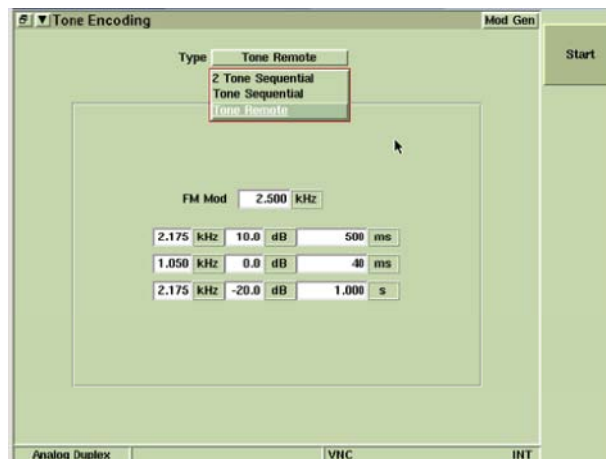 Tone Encoding
Mod Gen
Start
Type Tone Remote
2 Tone Sequential
Tone Sequential
Tone Remote
FM Mod 2.500 kHz
2.175 kHz 10.0 dB 500 ms
1.050 kHz 0.0 dB 40 ms
2.175 kHz -20.0 dB 1.000 s
Analog Duplex VNC INT